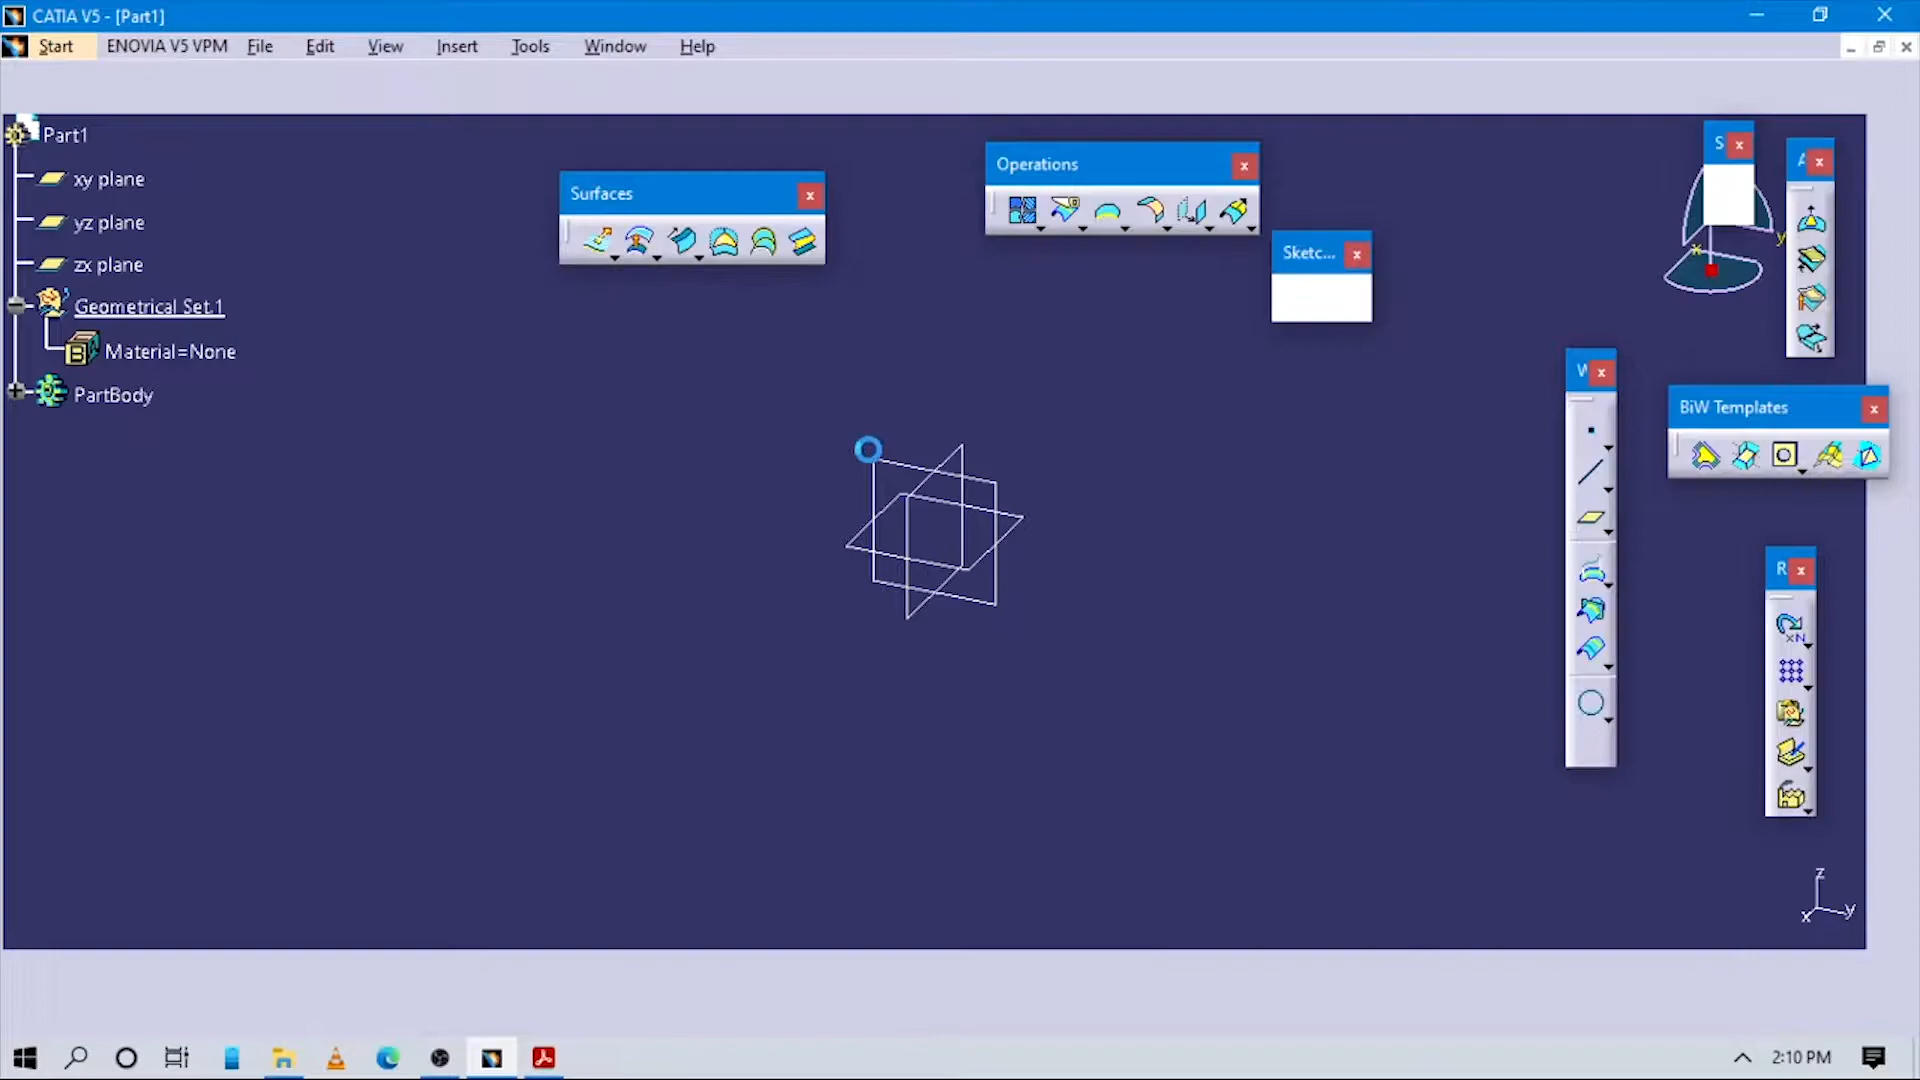 CATIA V5 - [Part1]
Start ENOVIA V5 VPM File Edit View Insert Tools Window Help
Part1
xy plane
yz plane
zx plane
Geometrical Set.1
Material=None
PartBody
Surfaces
Operations
Sketc...
S
A
W
BiW Templates
R
xN
x
y
z
x
y
2:10 PM